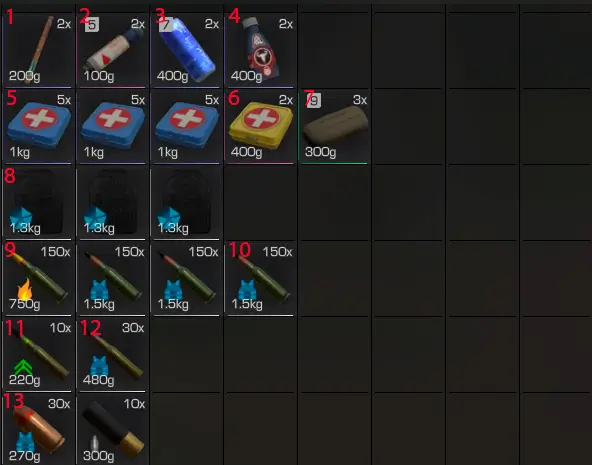 1 2x 200g
2 5 2x 100g
3 7 2x 400g
4 2x 400g
5 5x 1kg
5x 1kg
5x 1kg
6 2x 400g
7 9 3x 300g
8 1.3kg
1.3kg
1.3kg
9 150x 750g
150x 1.5kg
150x 1.5kg
10 150x 1.5kg
11 10x 220g
12 30x 480g
13 30x 270g
10x 300g